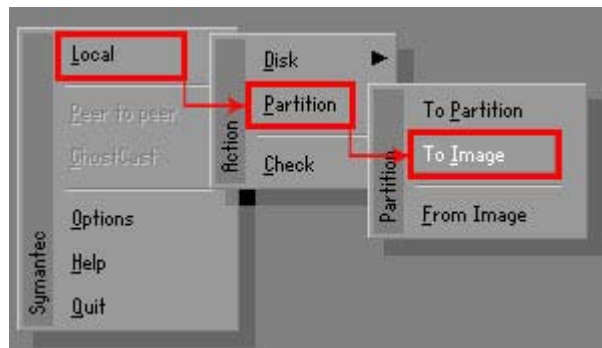 Local
Peer to peer
GhostCast
Options
Help
Quit
Symantec
Disk
Partition
Check
Action
To Partition
To Image
From Image
Partition